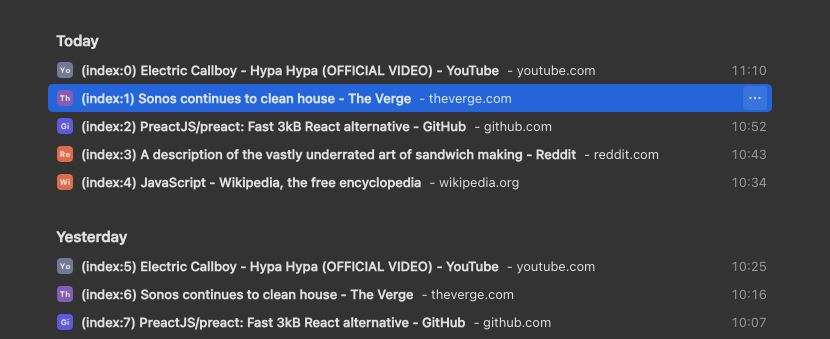 Today
Yo (index:0) Electric Callboy - Hypa Hypa (OFFICIAL VIDEO) - YouTube - youtube.com 11:10
Th (index:1) Sonos continues to clean house - The Verge - theverge.com ...
Gi (index:2) PreactJS/preact: Fast 3kB React alternative - GitHub - github.com 10:52
Re (index:3) A description of the vastly underrated art of sandwich making - Reddit - reddit.com 10:43
Wi (index:4) JavaScript - Wikipedia, the free encyclopedia - wikipedia.org 10:34
Yesterday
Yo (index:5) Electric Callboy - Hypa Hypa (OFFICIAL VIDEO) - YouTube - youtube.com 10:25
Th (index:6) Sonos continues to clean house - The Verge - theverge.com 10:16
Gi (index:7) PreactJS/preact: Fast 3kB React alternative - GitHub - github.com 10:07